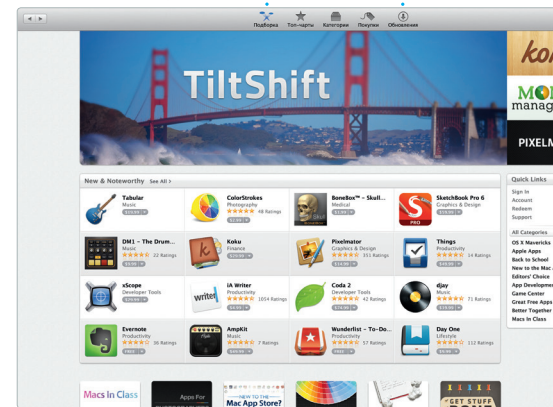 Подборка Топ-чарты Категории Покупки Обновления
TiltShift
PIXELM
New & Noteworthy See All
Tabular
Music
ColorStrokes
Photography
48 Ratings
BoneBox™ – Skull...
Medical
SketchBook Pro 6
Graphics & Design
DM1 – The Drum...
Music
22 Ratings
Koku
Finance
Pixelmator
Graphics & Design
351 Ratings
Things
Productivity
14 Ratings
xScope
Developer Tools
iA Writer
Productivity
1054 Ratings
Coda 2
Developer Tools
42 Ratings
djay
Music
71 Ratings
Evernote
Productivity
38 Ratings
FREE
AmpKit
Music
7 Ratings
Wunderlist – To-Do...
Productivity
57 Ratings
FREE
Day One
Lifestyle
112 Ratings
Quick Links
Sign In
Account
Redeem
Support
All Categories
OS X Mavericks
Apple Apps
Back to School
New to the Mac
Editors' Choice
App Developmen
Game Center
Great Free Apps
Better Together
Macs In Class
Macs In Class
Apps For
NEW TO THE
Mac App Store?
GET STUFF